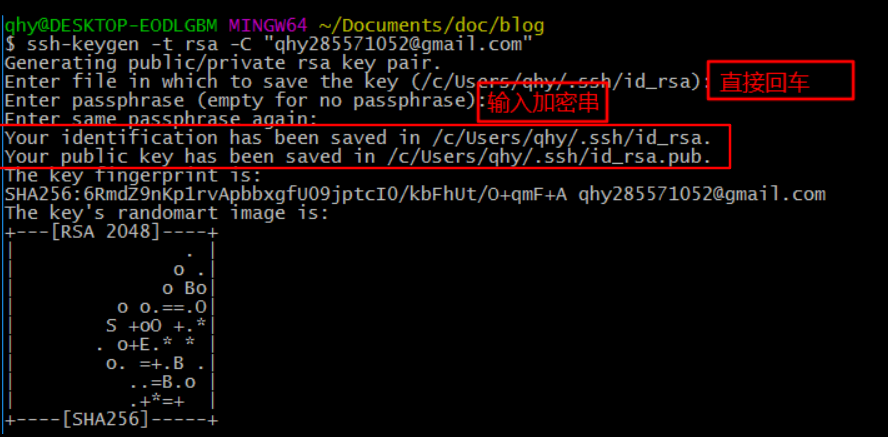 qhy@DESKTOP-EODLGBM MINGW64 ~/Documents/doc/blog
$ ssh-keygen -t rsa -C "qhy285571052@gmail.com"
Generating public/private rsa key pair.
Enter file in which to save the key (/c/Users/qhy/.ssh/id_rsa): 直接回车
Enter passphrase (empty for no passphrase): 输入加密串
Enter same passphrase again:
Your identification has been saved in /c/Users/qhy/.ssh/id_rsa.
Your public key has been saved in /c/Users/qhy/.ssh/id_rsa.pub.
The key fingerprint is:
SHA256:6RmdZ9nKp1rvApbbxgfUO9jptcI0/kbFhUt/O+qmF+A qhy285571052@gmail.com
The key's randomart image is:
+---[RSA 2048]----+
|               . |
|              o .|
|             o Bo|
|         o o.==.O|
|        S +oO +.*|
|       . o+E.* * |
|        o. =+.B .|
|          ..=B.o |
|          .+*=+  |
+----[SHA256]-----+